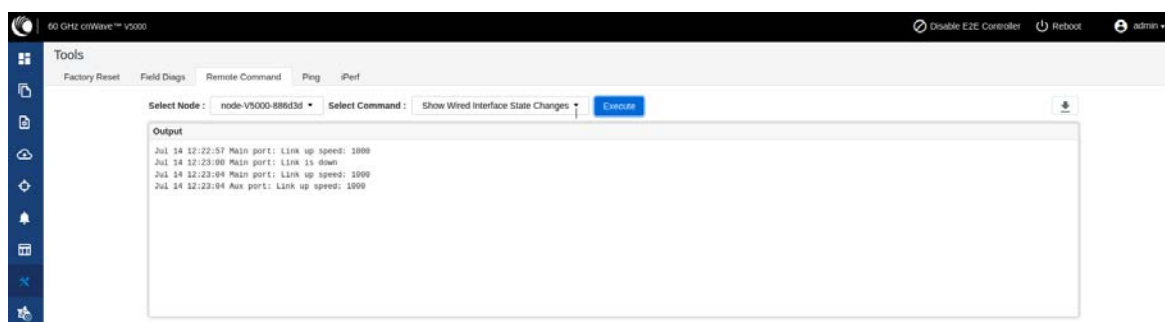 60 GHz cnWave™ V5000
Disable E2E Controller Reboot admin
Tools
Factory Reset Field Diags Remote Command Ping iPerf
Select Node : node-V5000-886d3d Select Command : Show Wired Interface State Changes Execute
Output
Jul 14 12:22:57 Main port: Link up speed: 1000
Jul 14 12:23:00 Main port: Link is down
Jul 14 12:23:04 Main port: Link up speed: 1000
Jul 14 12:23:04 Aux port: Link up speed: 1000